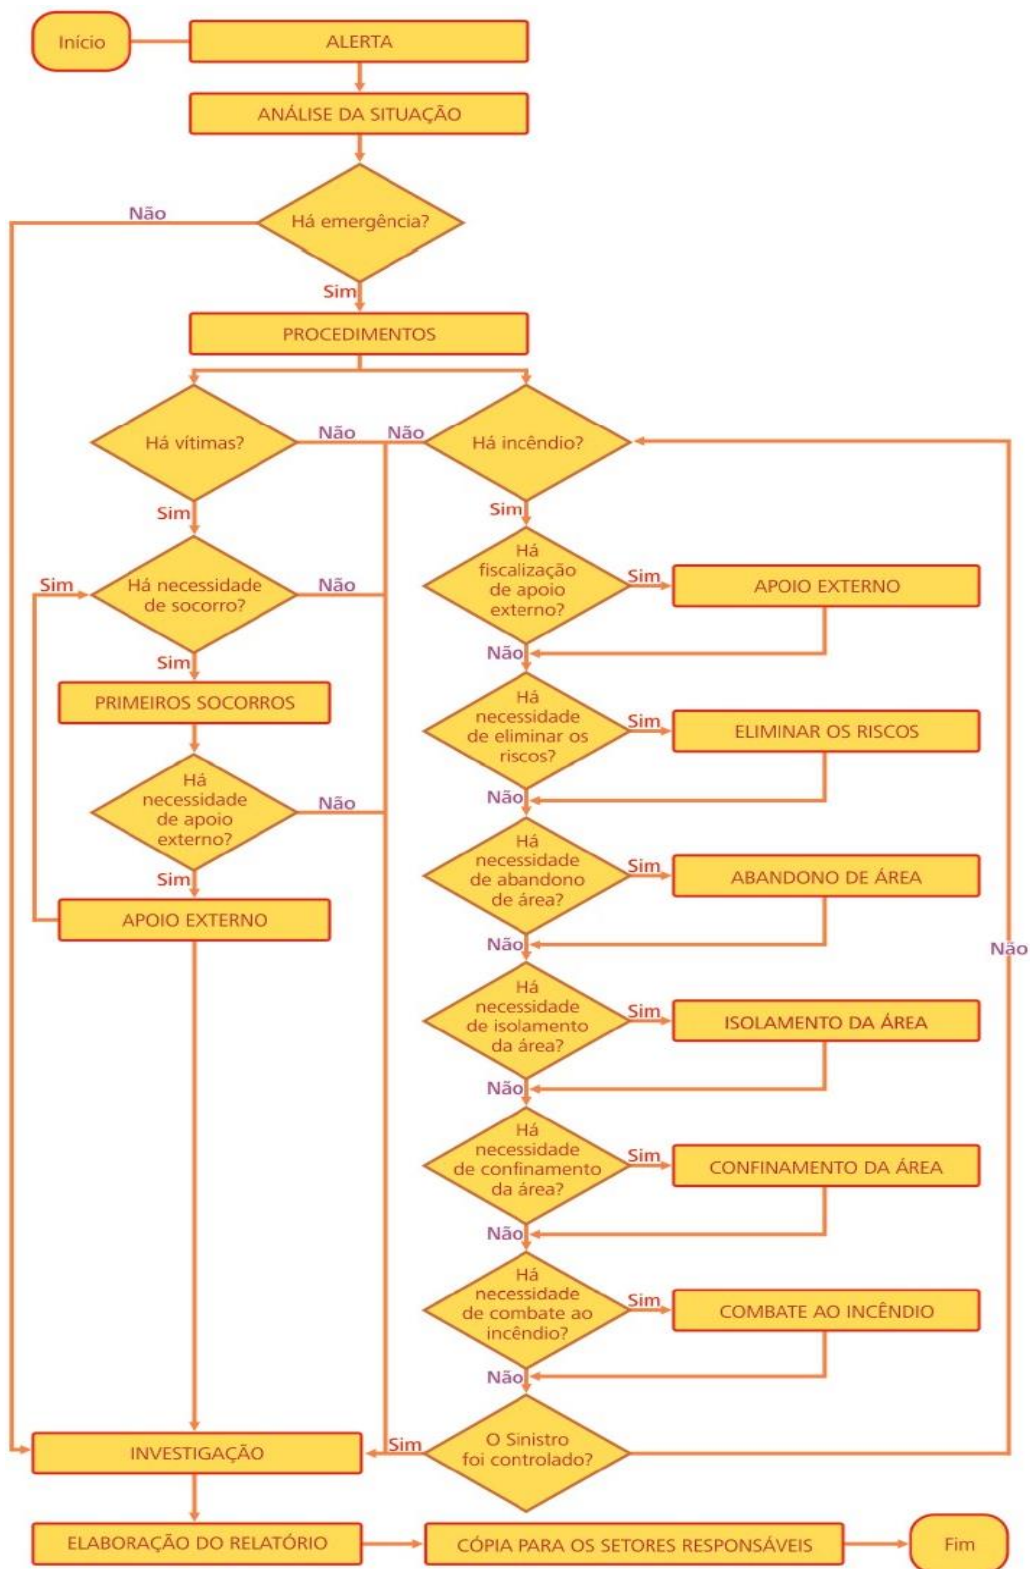 Início
ALERTA
ANÁLISE DA SITUAÇÃO
Não
Há emergência?
Sim
PROCEDIMENTOS
Há vítimas?
Não
Não
Há incêndio?
Sim
Sim
Sim
Há necessidade
de socorro?
Não
Sim
PRIMEIROS SOCORROS
Há
necessidade
de apoio
externo?
Não
Sim
APOIO EXTERNO
Há
fiscalização
de apoio
externo?
Sim
APOIO EXTERNO
Não
Há
necessidade
de eliminar os
riscos?
Sim
ELIMINAR OS RISCOS
Não
Há
necessidade
de abandono
de área?
Sim
ABANDONO DE ÁREA
Não
Não
Há
necessidade
de isolamento
da área?
Sim
ISOLAMENTO DA ÁREA
Não
Há
necessidade
de confinamento
da área?
Sim
CONFINAMENTO DA ÁREA
Não
Há
necessidade
de combate ao
incêndio?
Sim
COMBATE AO INCÊNDIO
Não
O Sinistro
foi controlado?
Sim
INVESTIGAÇÃO
ELABORAÇÃO DO RELATÓRIO
CÓPIA PARA OS SETORES RESPONSÁVEIS
Fim